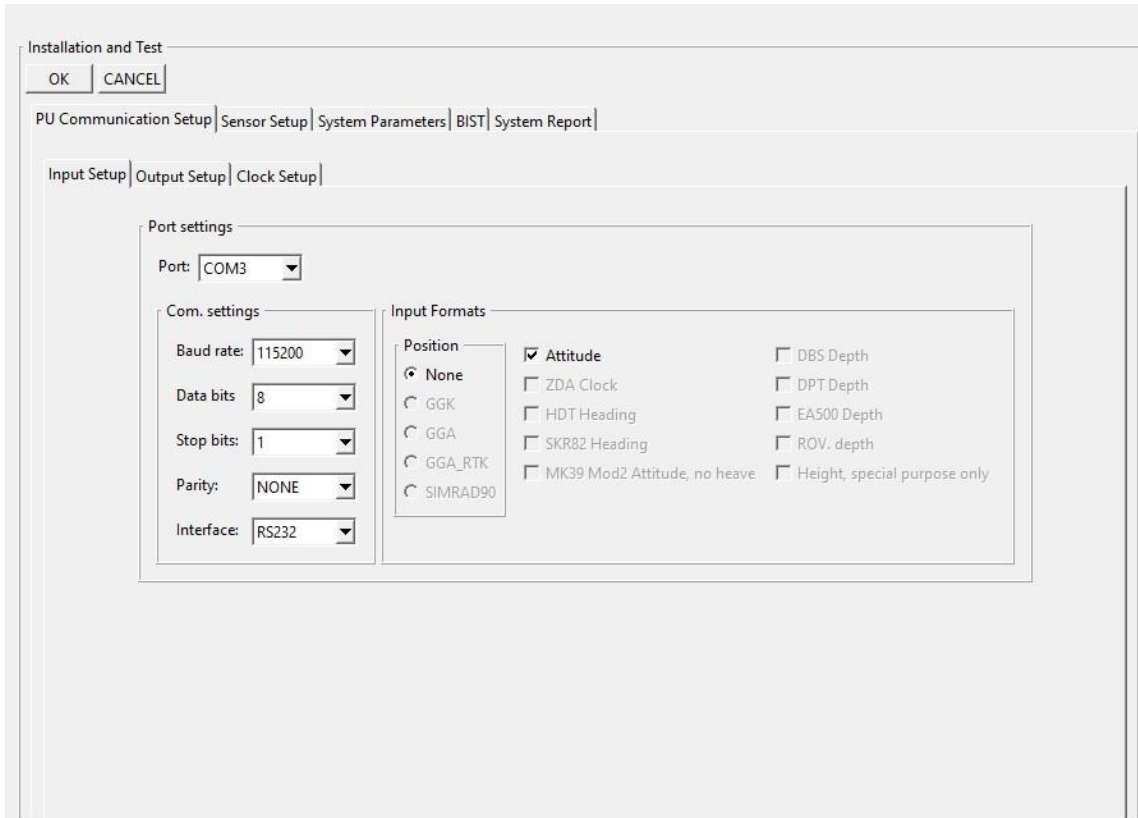 Installation and Test
OK CANCEL
PU Communication Setup Sensor Setup System Parameters BIST System Report
Input Setup Output Setup Clock Setup
Port settings
Port: COM3
Com. settings
Baud rate: 115200
Data bits 8
Stop bits: 1
Parity: NONE
Interface: RS232
Input Formats
Position
None
GGK
GGA
GGA_RTK
SIMRAD90
Attitude
ZDA Clock
HDT Heading
SKR82 Heading
MK39 Mod2 Attitude, no heave
DBS Depth
DPT Depth
EA500 Depth
ROV. depth
Height, special purpose only